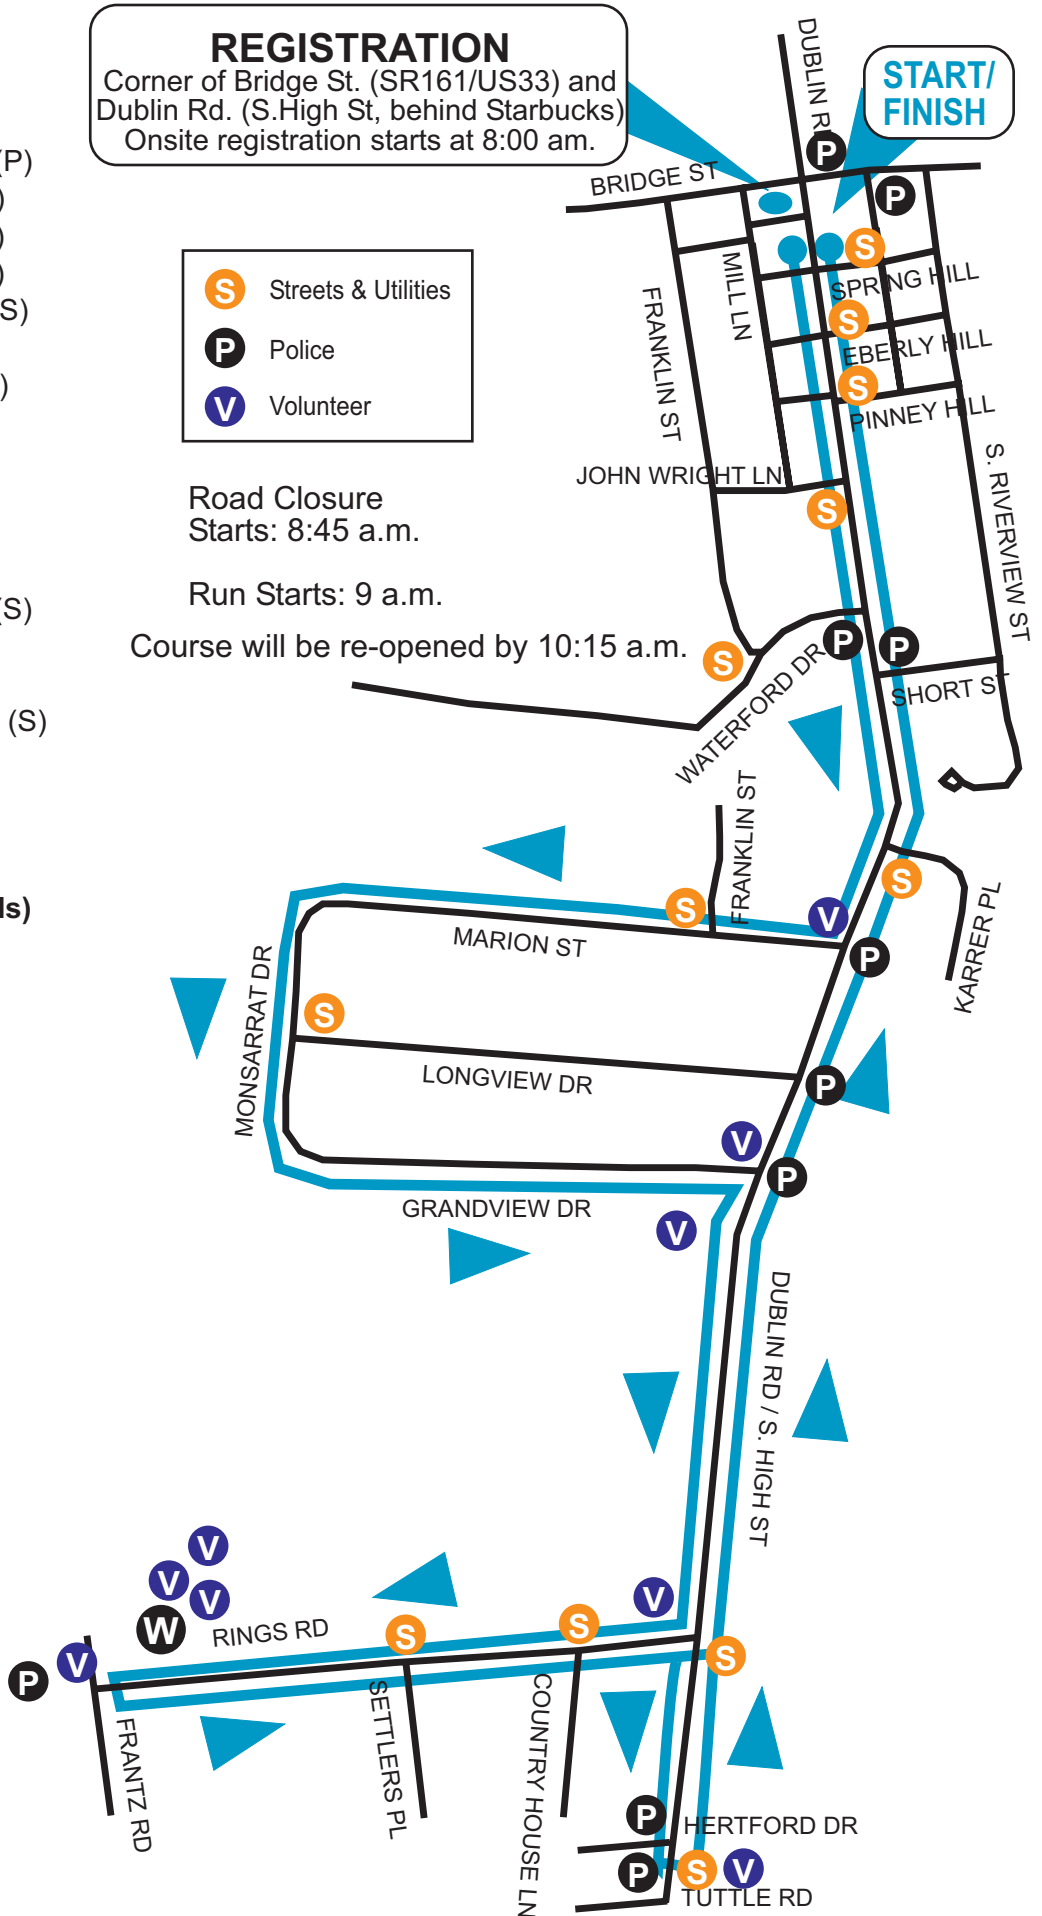 REGISTRATION
Corner of Bridge St. (SR161/US33) and
Dublin Rd. (S.High St, behind Starbucks)
Onsite registration starts at 8:00 am.
START/
FINISH
DUBLIN RD
P
BRIDGE ST
P
(P)
)
)
)
S)
)
(S)
(S)
ls)
S Streets & Utilities
P Police
V Volunteer
S
SPRING HILL
S
EBERLY HILL
S
PINNEY HILL
MILL LN
FRANKLIN ST
JOHN WRIGHT LN
S
S. RIVERVIEW ST
Road Closure
Starts: 8:45 a.m.
Run Starts: 9 a.m.
Course will be re-opened by 10:15 a.m.
S
WATERFORD DR
P
P
SHORT ST
FRANKLIN ST
S
KARRER PL
S
V
P
MARION ST
MONSARRAT DR
S
LONGVIEW DR
P
V
P
GRANDVIEW DR
V
DUBLIN RD / S. HIGH ST
V
V
V
W
RINGS RD
S
S
V
S
P
V
FRANTZ RD
SETTLERS PL
COUNTRY HOUSE LN
P
HERTFORD DR
P
S
V
TUTTLE RD